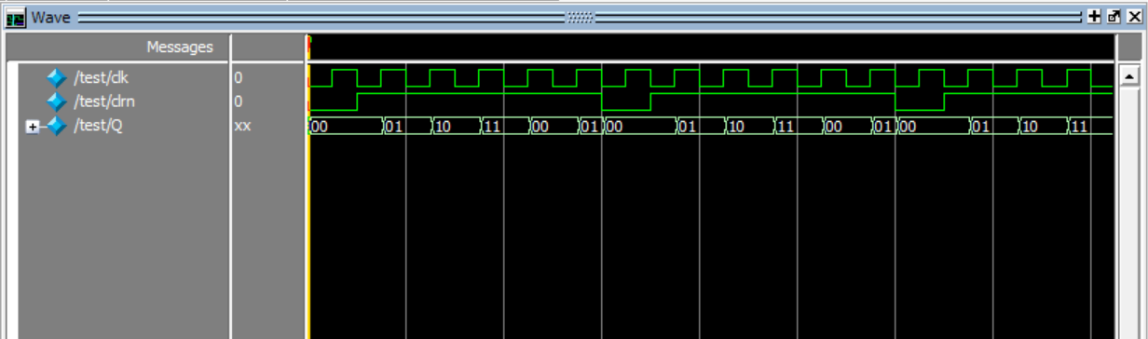 Wave
Messages
/test/clk 0
/test/clrn 0
/test/Q xx 00 01 10 11 00 01 00 01 10 11 00 01 00 01 10 11